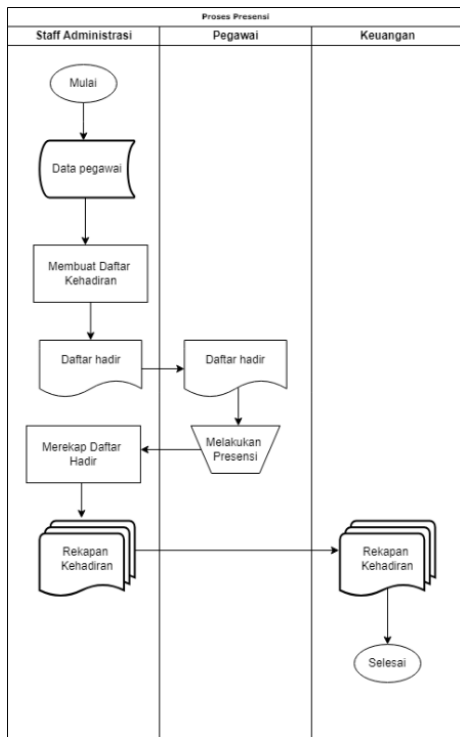 Proses Presensi
Staff Administrasi
Pegawai
Keuangan
Mulai
Data pegawai
Membuat Daftar
Kehadiran
Daftar hadir
Daftar hadir
Melakukan
Presensi
Merekap Daftar
Hadir
Rekapan
Kehadiran
Rekapan
Kehadiran
Selesai